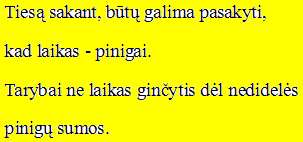 Tiesą sakant, būtų galima pasakyti,
kad laikas - pinigai.
Tarybai ne laikas ginčytis dėl nedidelės
pinigų sumos.